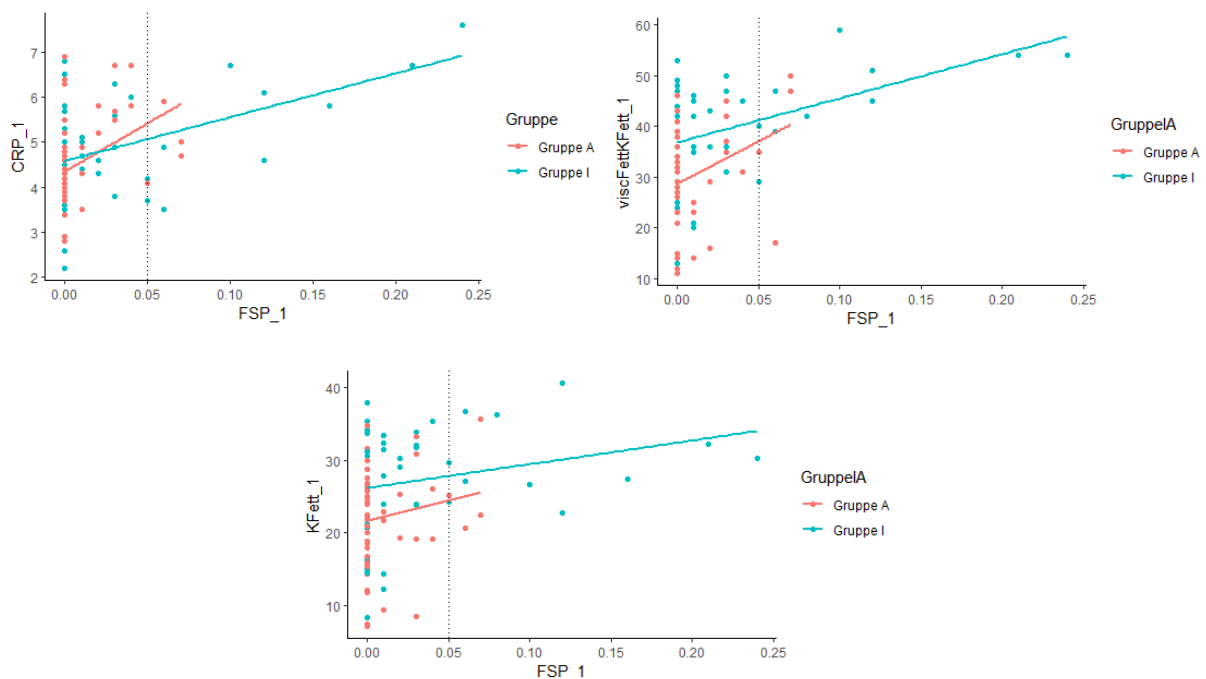 7
6
5
4
3
2
CRP_1
0.00 0.05 0.10 0.15 0.20 0.25
FSP_1
Gruppe
Gruppe A
Gruppe I
60
50
40
30
20
10
viscFettKFett_1
0.00 0.05 0.10 0.15 0.20 0.25
FSP_1
GruppeIA
Gruppe A
Gruppe I
40
30
20
10
KFett_1
0.00 0.05 0.10 0.15 0.20 0.25
FSP_1
GruppeIA
Gruppe A
Gruppe I